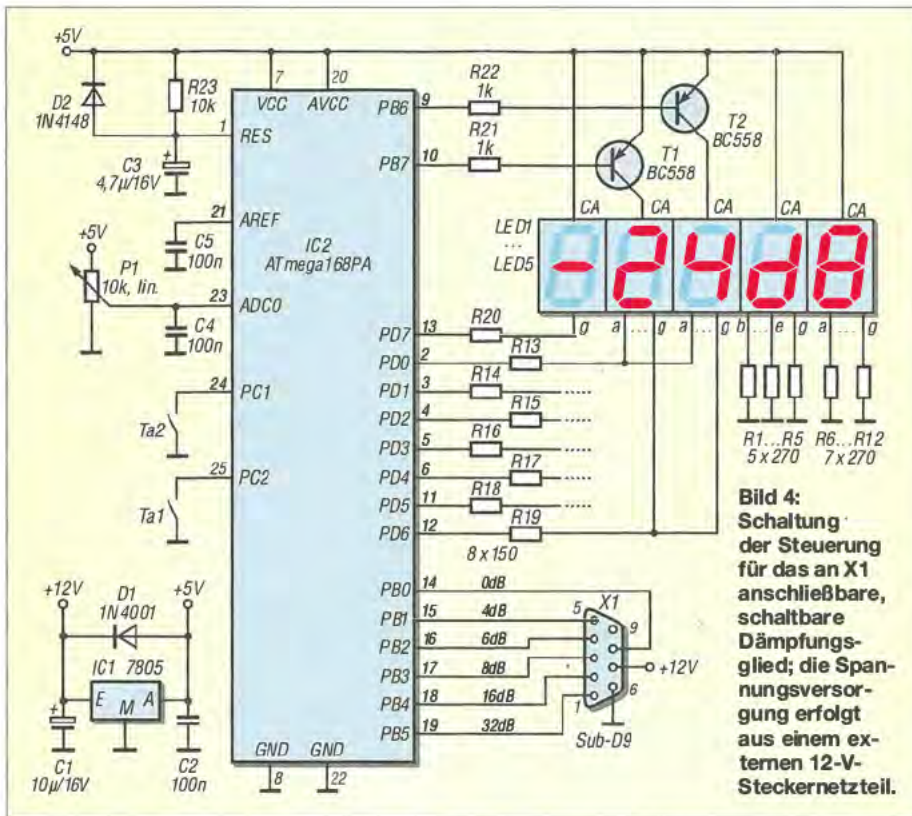 +5V
7
20
R22
1k
R23
10k
D2
1N4148
VCC
AVCC
PB6
9
1
RES
R21
1k
T2
BC558
C3
4,7µ/16V
PB7
10
T1
BC558
21
AREF
CA
CA
CA
CA
CA
+5V
C5
100n
IC2
ATmega168PA
LED1
...
LED5
-24d8
P1
10k, lin.
23
ADC0
C4
100n
R20
g
a...g
a...g
b...e
g
a...g
PD7
13
PD0
2
R13
24
PC1
PD1
3
R14
.....
Ta2
PD2
4
R15
.....
PD3
5
R16
.....
25
PC2
PD4
6
R17
.....
R1...R5
5 x 270
R6...R12
7 x 270
Ta1
PD5
11
R18
.....
PD6
12
R19
8 x 150
+12V
D1
1N4001
+5V
PB0
14
0dB
X1
PB1
15
4dB
5
9
PB2
16
6dB
IC1
7805
PB3
17
8dB
+12V
E
M
A
PB4
18
16dB
1
6
PB5
19
32dB
Sub-D9
C1
10µ/16V
C2
100n
GND
GND
8
22
Bild 4:
Schaltung
der Steuerung
für das an X1
anschließbare,
schaltbare
Dämpfungs-
glied; die Span-
nungsversor-
gung erfolgt
aus einem ex-
ternen 12-V-
Steckernetzteil.